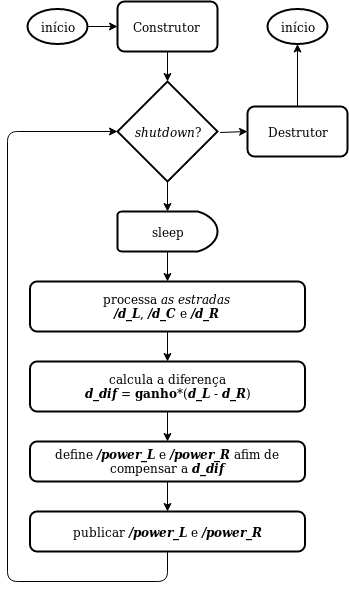 início
Construtor
início
shutdown?
Destrutor
sleep
processa as estradas
/d_L, /d_C e /d_R
calcula a diferença
d_dif = ganho*(d_L - d_R)
define /power_L e /power_R afim de
compensar a d_dif
publicar /power_L e /power_R